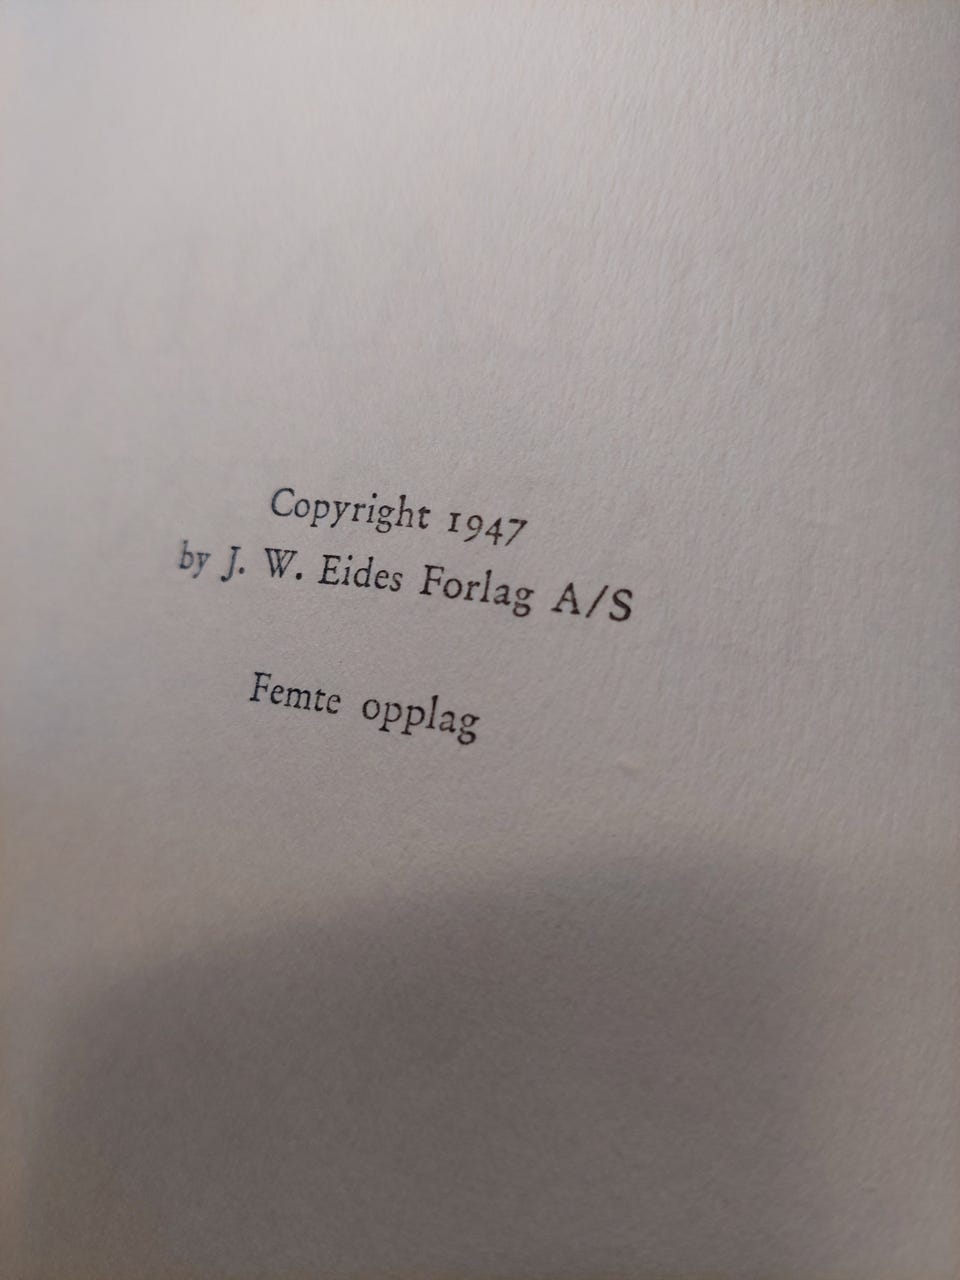 Copyright 1947
by J. W. Eides Forlag A/S
Femte opplag